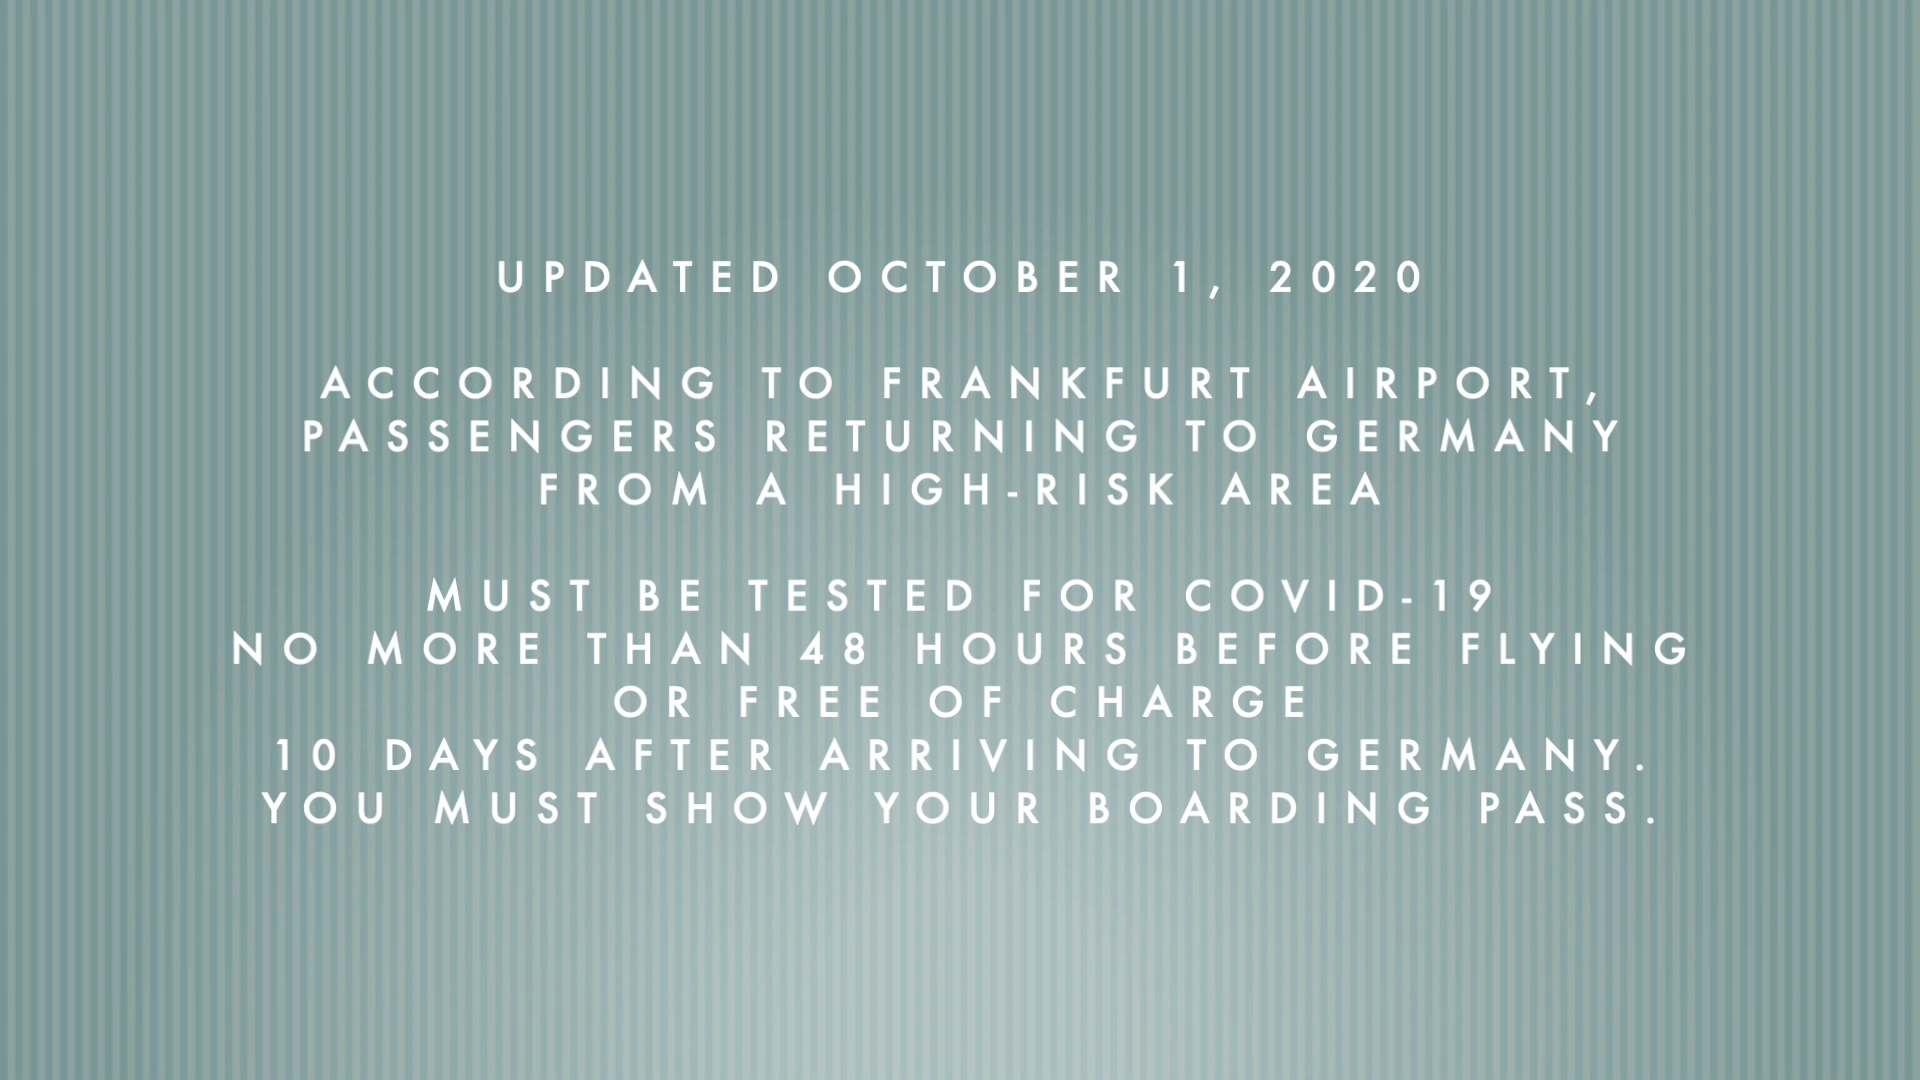 UPDATED OCTOBER 1, 2020
ACCORDING TO FRANKFURT AIRPORT,
PASSENGERS RETURNING TO GERMANY
FROM A HIGH-RISK AREA
MUST BE TESTED FOR COVID-19
NO MORE THAN 48 HOURS BEFORE FLYING
OR FREE OF CHARGE
10 DAYS AFTER ARRIVING TO GERMANY.
YOU MUST SHOW YOUR BOARDING PASS.